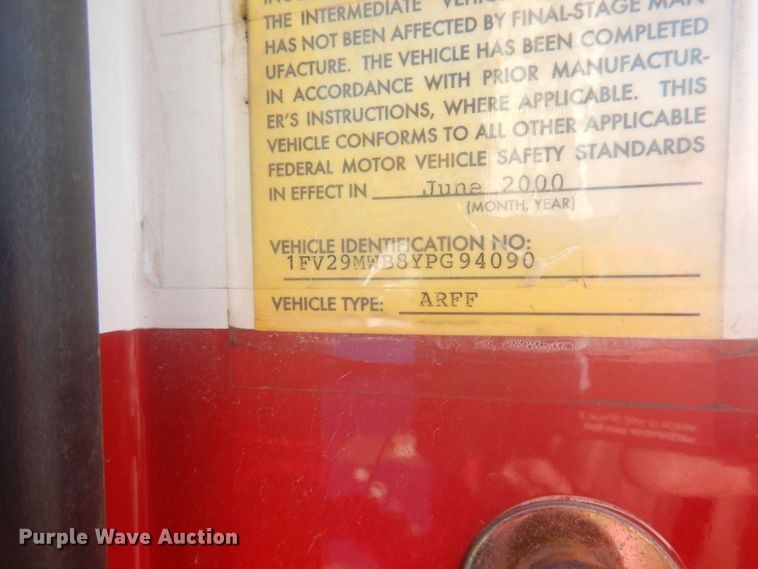 THE INTERMEDIATE VEHIC
HAS NOT BEEN AFFECTED BY FINAL-STAGE MAN
UFACTURE. THE VEHICLE HAS BEEN COMPLETED
IN ACCORDANCE WITH PRIOR MANUFACTUR-
ER'S INSTRUCTIONS, WHERE APPLICABLE. THIS
VEHICLE CONFORMS TO ALL OTHER APPLICABLE
FEDERAL MOTOR VEHICLE SAFETY STANDARDS
IN EFFECT IN June 2000
(MONTH, YEAR)
VEHICLE IDENTIFICATION NO:
1FV29MWB8YPG94090
VEHICLE TYPE: ARFF
Purple Wave Auction